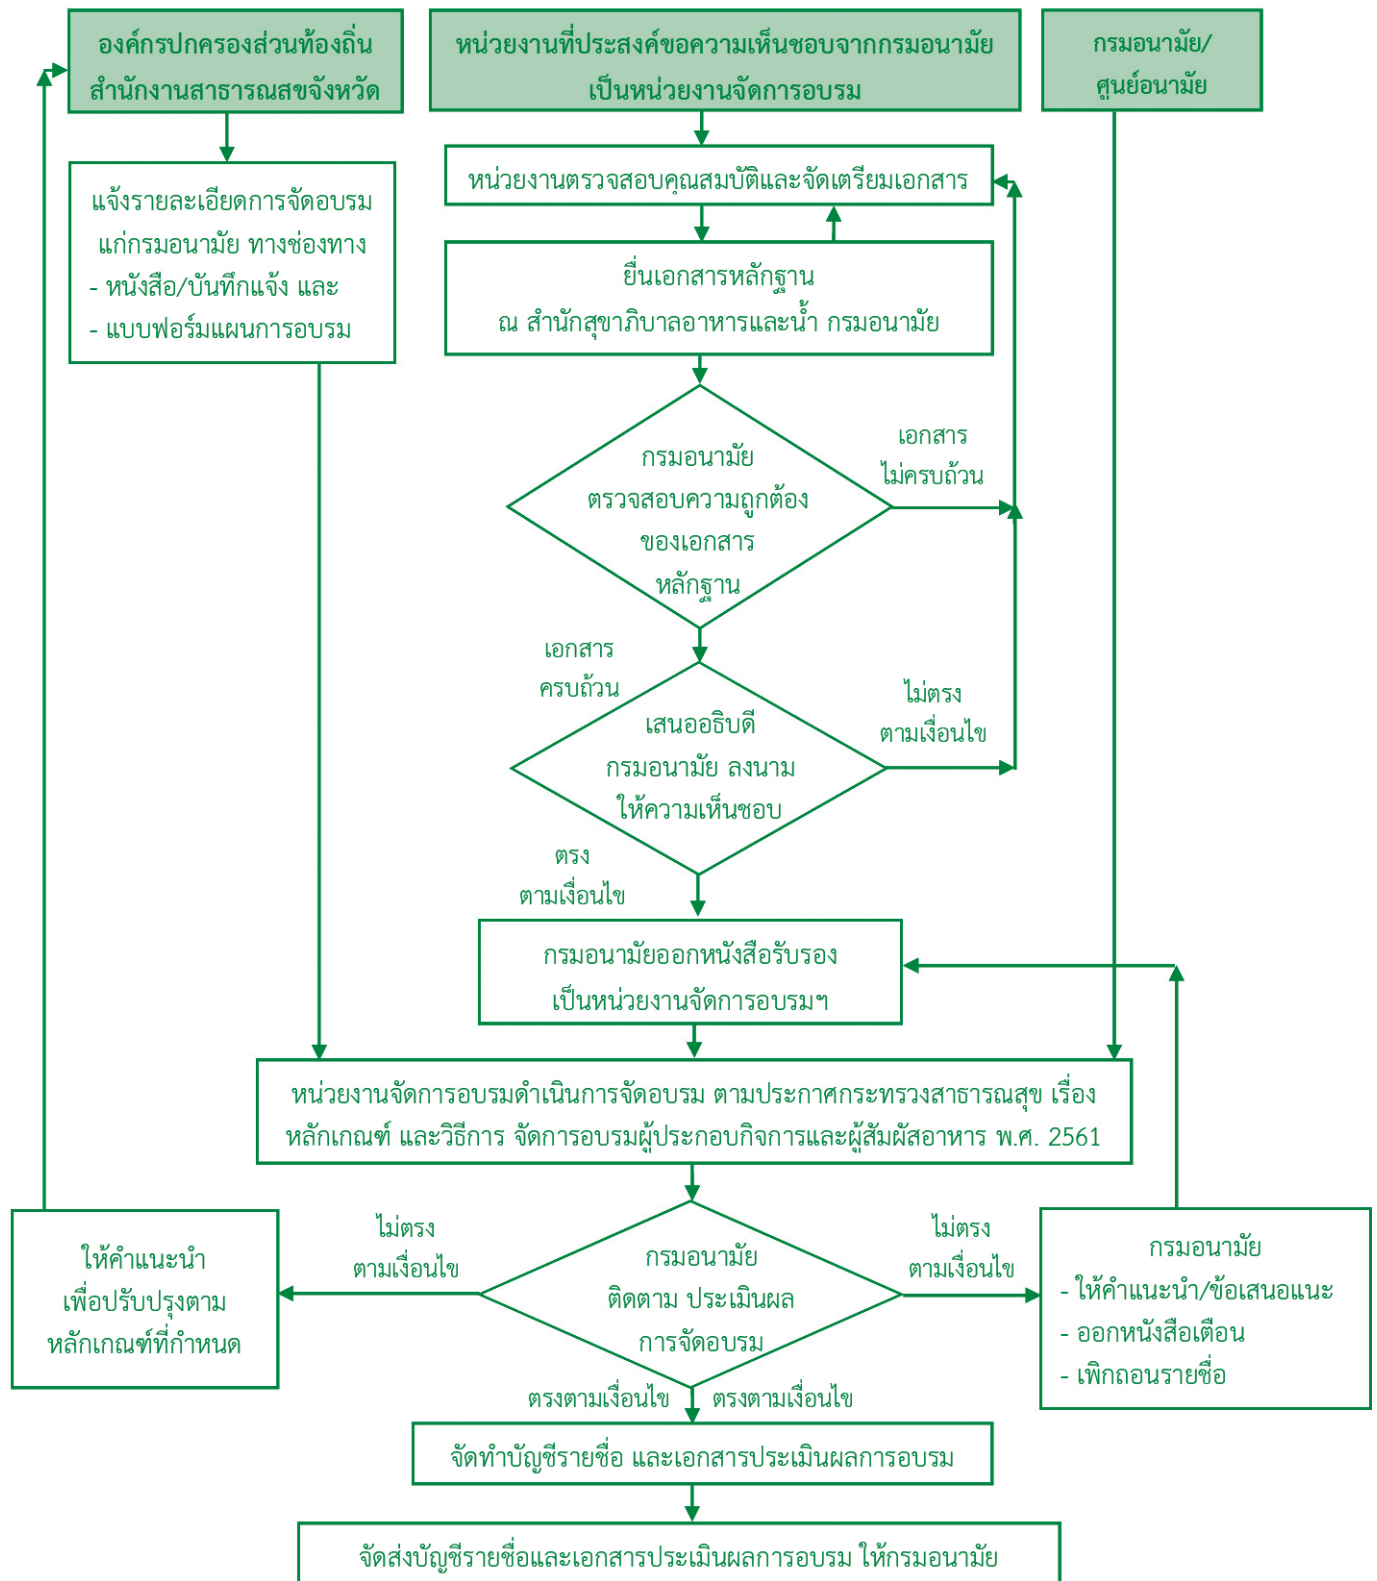 องค์กรปกครองส่วนท้องถิ่น
สำนักงานสาธารณสขจังหวัด
หน่วยงานที่ประสงค์ขอความเห็นชอบจากกรมอนามัย
เป็นหน่วยงานจัดการอบรม
กรมอนามัย/
ศูนย์อนามัย
แจ้งรายละเอียดการจัดอบรม
แก่กรมอนามัย ทางช่องทาง
- หนังสือ/บันทึกแจ้ง และ
- แบบฟอร์มแผนการอบรม
หน่วยงานตรวจสอบคุณสมบัติและจัดเตรียมเอกสาร
ยื่นเอกสารหลักฐาน
ณ สำนักสุขาภิบาลอาหารและน้ำ กรมอนามัย
กรมอนามัย
ตรวจสอบความถูกต้อง
ของเอกสาร
หลักฐาน
เอกสาร
ไม่ครบถ้วน
เอกสาร
ครบถ้วน
เสนออธิบดี
กรมอนามัย ลงนาม
ให้ความเห็นชอบ
ไม่ตรง
ตามเงื่อนไข
ตรง
ตามเงื่อนไข
กรมอนามัยออกหนังสือรับรอง
เป็นหน่วยงานจัดการอบรมฯ
หน่วยงานจัดการอบรมดำเนินการจัดอบรม ตามประกาศกระทรวงสาธารณสุข เรื่อง
หลักเกณฑ์ และวิธีการ จัดการอบรมผู้ประกอบกิจการและผู้สัมผัสอาหาร พ.ศ. 2561
ให้คำแนะนำ
เพื่อปรับปรุงตาม
หลักเกณฑ์ที่กำหนด
ไม่ตรง
ตามเงื่อนไข
กรมอนามัย
ติดตาม ประเมินผล
การจัดอบรม
ไม่ตรง
ตามเงื่อนไข
กรมอนามัย
- ให้คำแนะนำ/ข้อเสนอแนะ
- ออกหนังสือเตือน
- เพิกถอนรายชื่อ
ตรงตามเงื่อนไข ตรงตามเงื่อนไข
จัดทำบัญชีรายชื่อ และเอกสารประเมินผลการอบรม
จัดส่งบัญชีรายชื่อและเอกสารประเมินผลการอบรม ให้กรมอนามัย